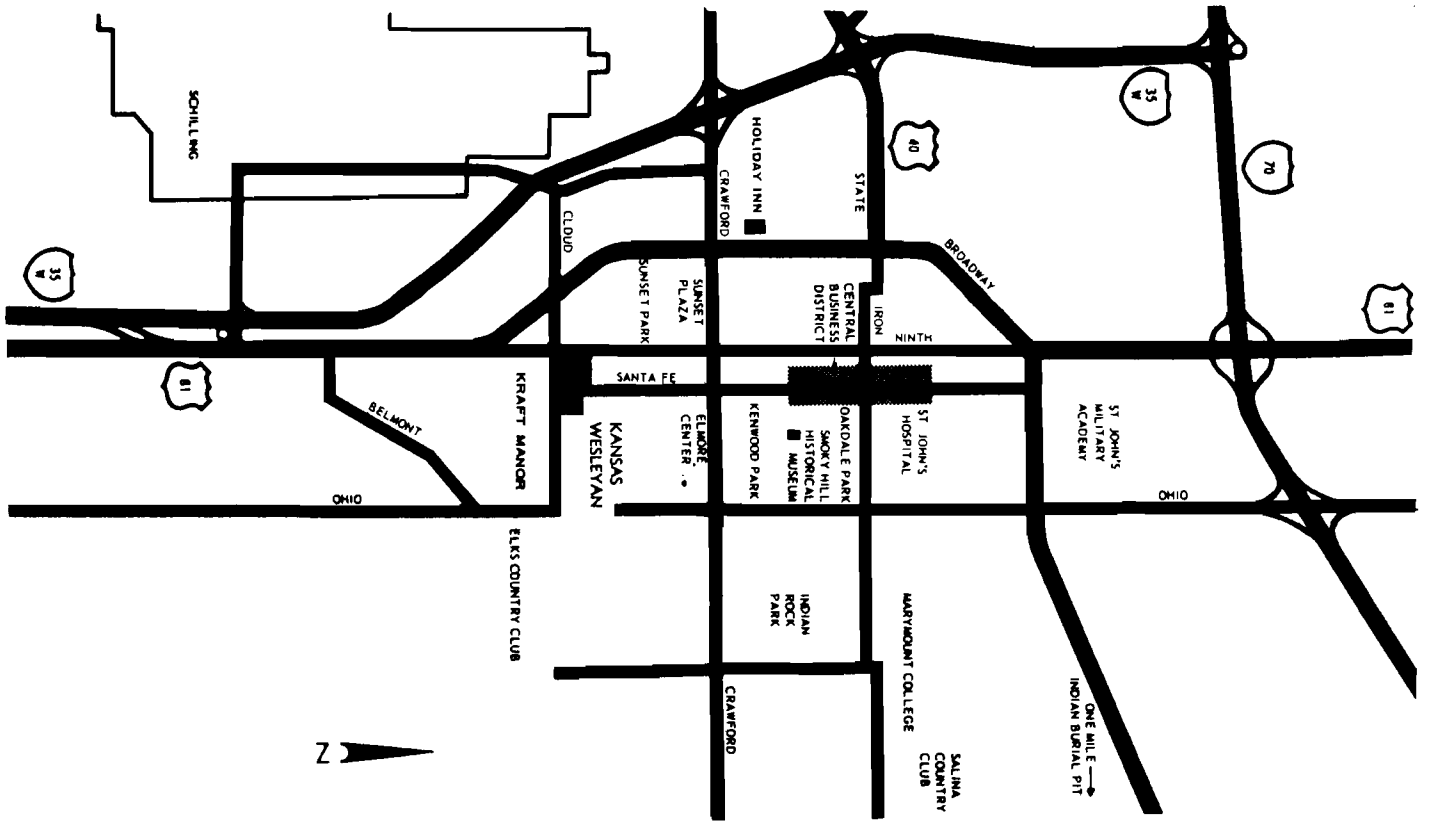 SCHILLING
35
W
70
40
HOLIDAY INN
CRAWFORD
STATE
CLOUD
BROADWAY
35
W
SUNSET PARK
SUNSET
PLAZA
CENTRAL
BUSINESS
DISTRICT
IRON
NINTH
81
81
SANTA FE
BELMONT
KRAFT MANOR
KANSAS
WESLEYAN
ELMORE
CENTER
KENWOOD PARK
OAKDALE PARK
SMOKY HILL
HISTORICAL
MUSEUM
ST JOHN'S
HOSPITAL
ST JOHN'S
MILITARY
ACADEMY
OHIO
OHIO
ELKS COUNTRY CLUB
INDIAN
ROCK
PARK
MARYMOUNT COLLEGE
CRAWFORD
ONE MILE
INDIAN BURIAL PIT
SALINA
COUNTRY
CLUB
N